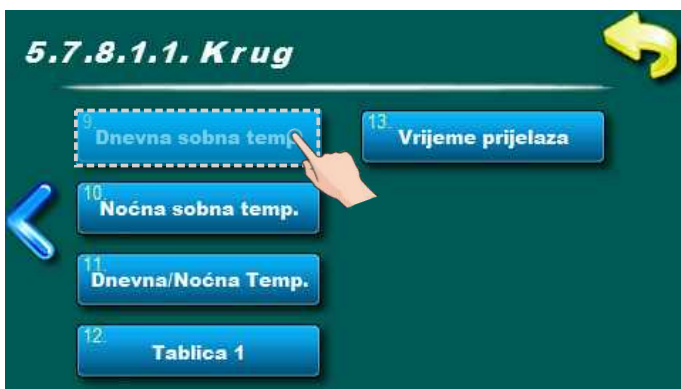 5.7.8.1.1. Krug
9.
Dnevna sobna temp.
10.
Noćna sobna temp.
11.
Dnevna/Noćna Temp.
12.
Tablica 1
13.
Vrijeme prijelaza